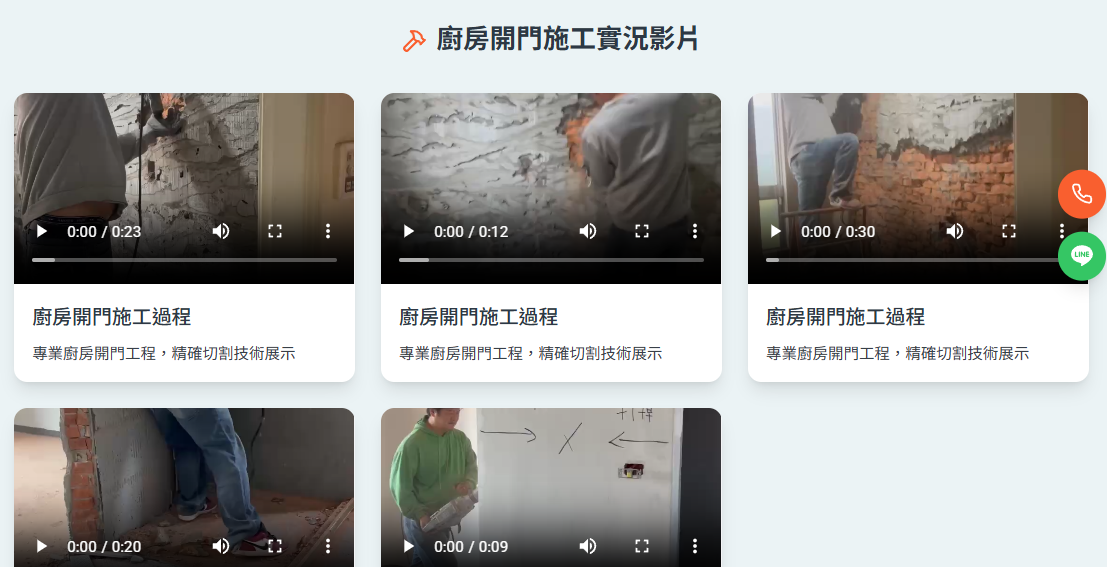 廚房開門施工實況影片
0:00 / 0:23
0:00 / 0:12
0:00 / 0:30
LINE
廚房開門施工過程
專業廚房開門工程，精確切割技術展示
廚房開門施工過程
專業廚房開門工程，精確切割技術展示
廚房開門施工過程
專業廚房開門工程，精確切割技術展示
0:00 / 0:20
0:00 / 0:09